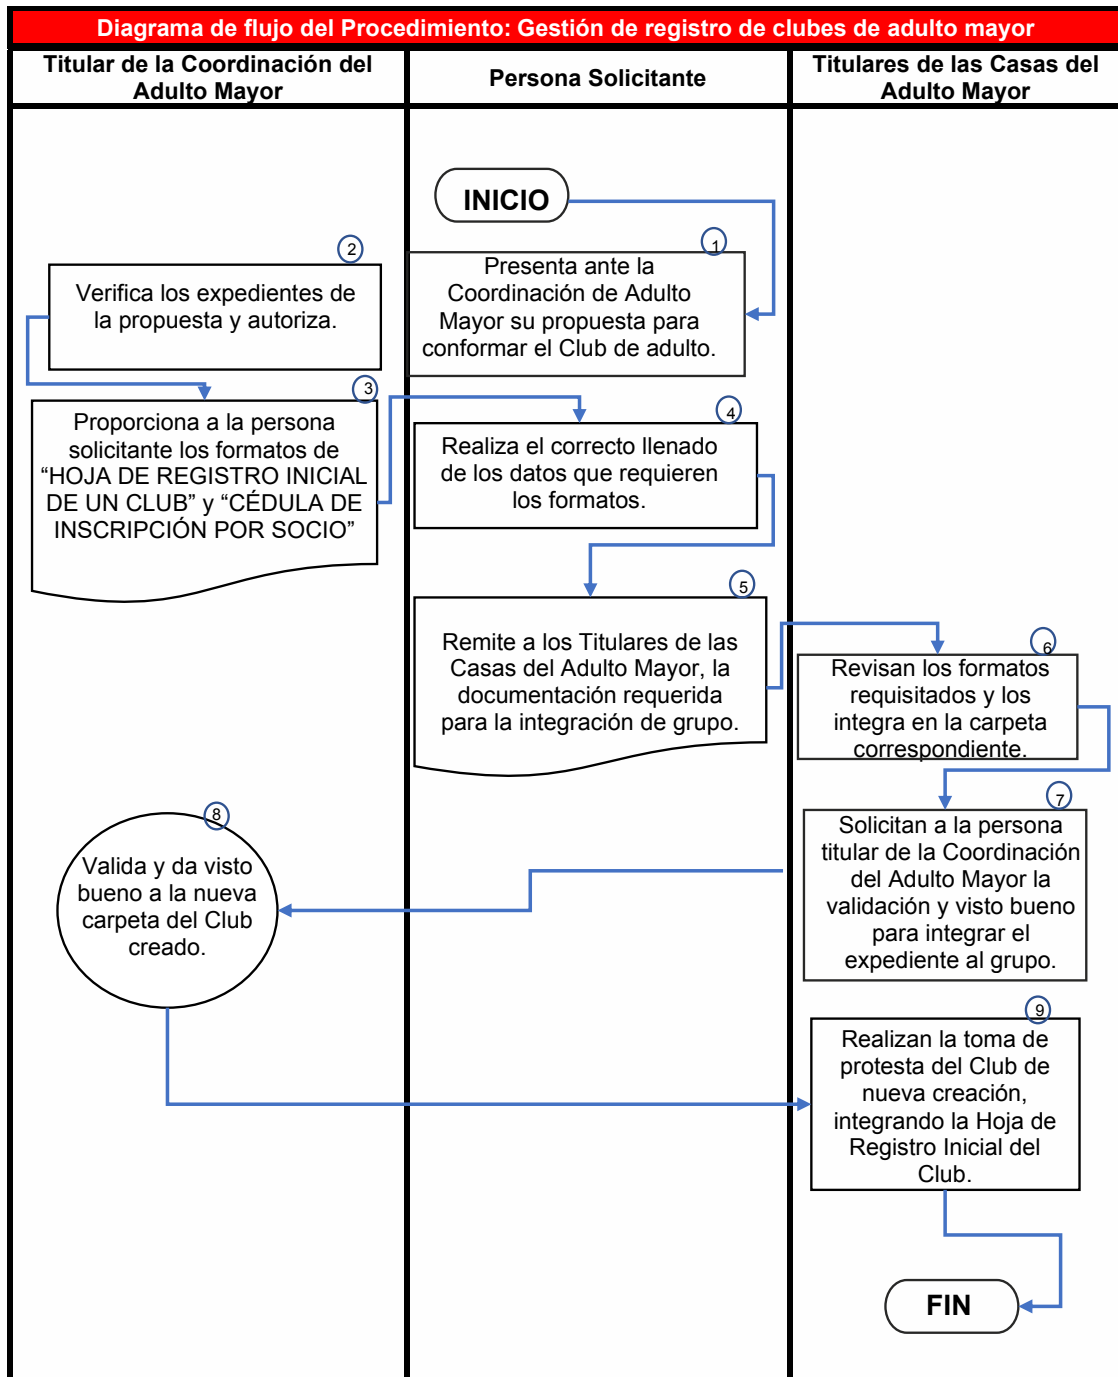 Diagrama de flujo del Procedimiento: Gestión de registro de clubes de adulto mayor
Titular de la Coordinación del
Adulto Mayor
Persona Solicitante
Titulares de las Casas del
Adulto Mayor
INICIO
1
Presenta ante la
Coordinación de Adulto
Mayor su propuesta para
conformar el Club de adulto.
2
Verifica los expedientes de
la propuesta y autoriza.
3
Proporciona a la persona
solicitante los formatos de
“HOJA DE REGISTRO INICIAL
DE UN CLUB” y “CÉDULA DE
INSCRIPCIÓN POR SOCIO”
4
Realiza el correcto llenado
de los datos que requieren
los formatos.
5
Remite a los Titulares de las
Casas del Adulto Mayor, la
documentación requerida
para la integración de grupo.
6
Revisan los formatos
requisitados y los
integra en la carpeta
correspondiente.
7
Solicitan a la persona
titular de la Coordinación
del Adulto Mayor la
validación y visto bueno
para integrar el
expediente al grupo.
8
Valida y da visto
bueno a la nueva
carpeta del Club
creado.
9
Realizan la toma de
protesta del Club de
nueva creación,
integrando la Hoja de
Registro Inicial del
Club.
FIN